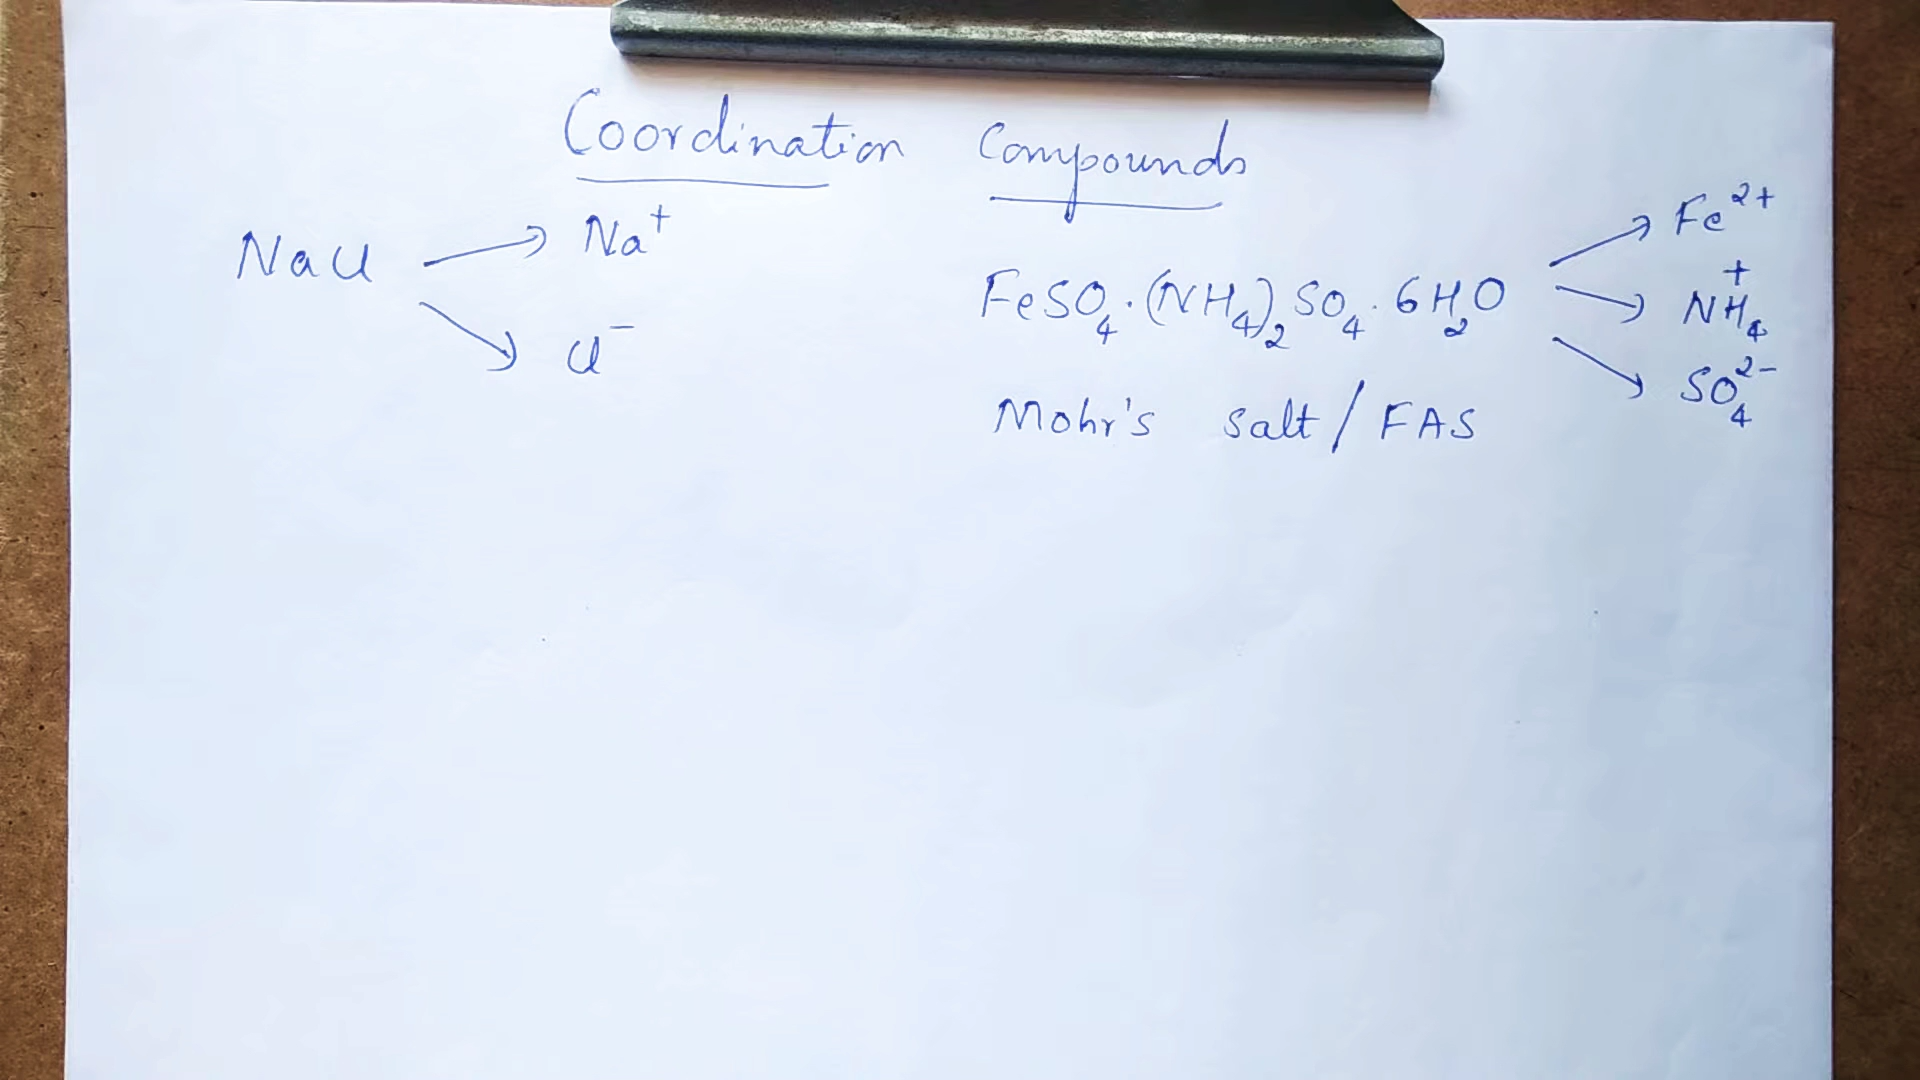 Coordination Compounds
NaCl → Na⁺
→ Cl⁻
FeSO₄·(NH₄)₂SO₄·6H₂O → Fe²⁺
→ NH₄⁺
→ SO₄²⁻
Mohr's salt / FAS